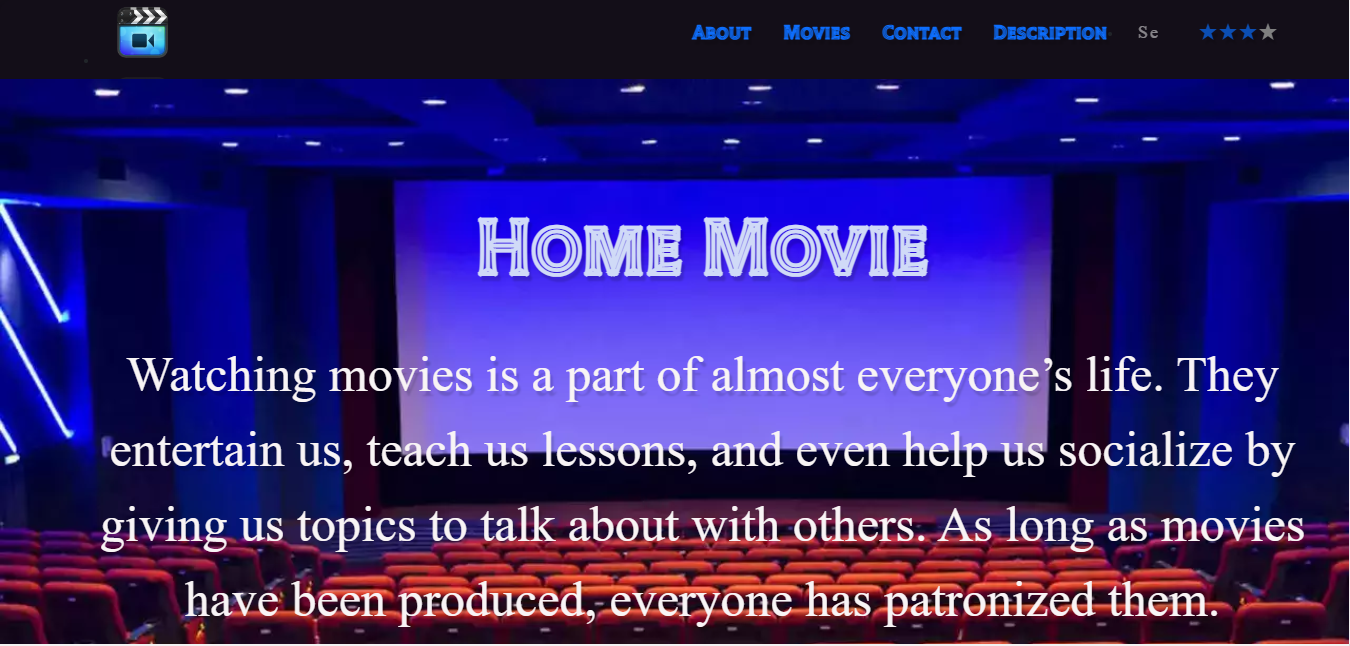 About Movies Contact Description Se ★★★★
Home Movie
Watching movies is a part of almost everyone’s life. They
entertain us, teach us lessons, and even help us socialize by
giving us topics to talk about with others. As long as movies
have been produced, everyone has patronized them.